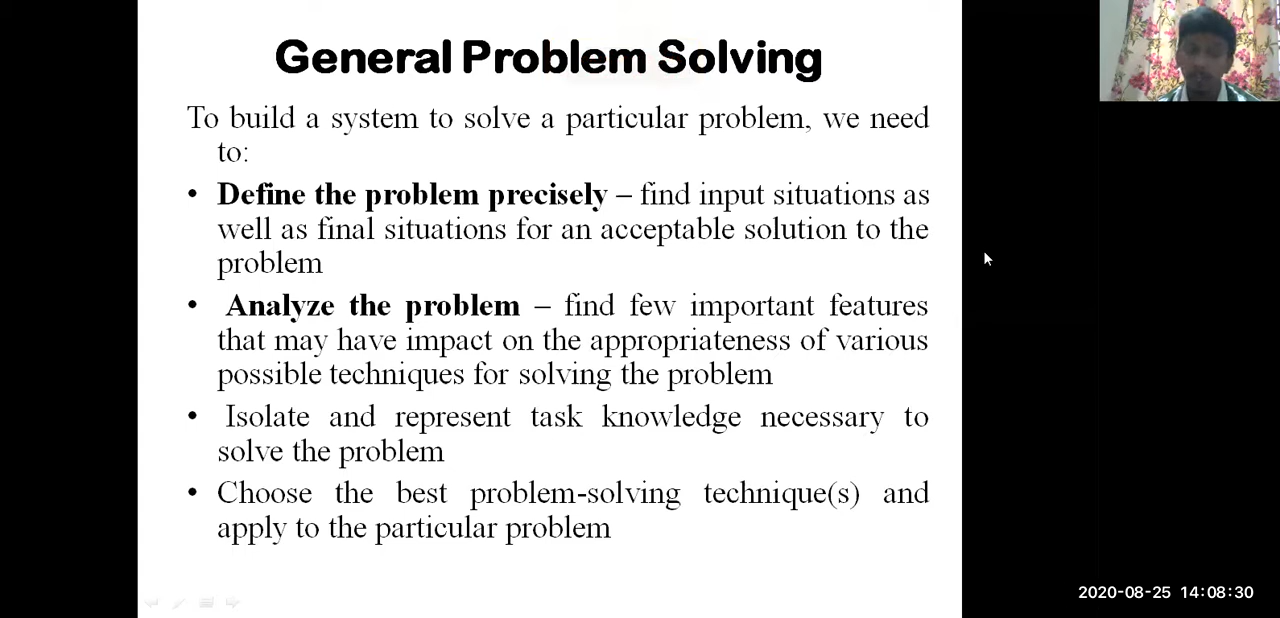 General Problem Solving
To build a system to solve a particular problem, we need
to:
• Define the problem precisely – find input situations as
well as final situations for an acceptable solution to the
problem
• Analyze the problem – find few important features
that may have impact on the appropriateness of various
possible techniques for solving the problem
• Isolate and represent task knowledge necessary to
solve the problem
• Choose the best problem-solving technique(s) and
apply to the particular problem
2020-08-25 14:08:30